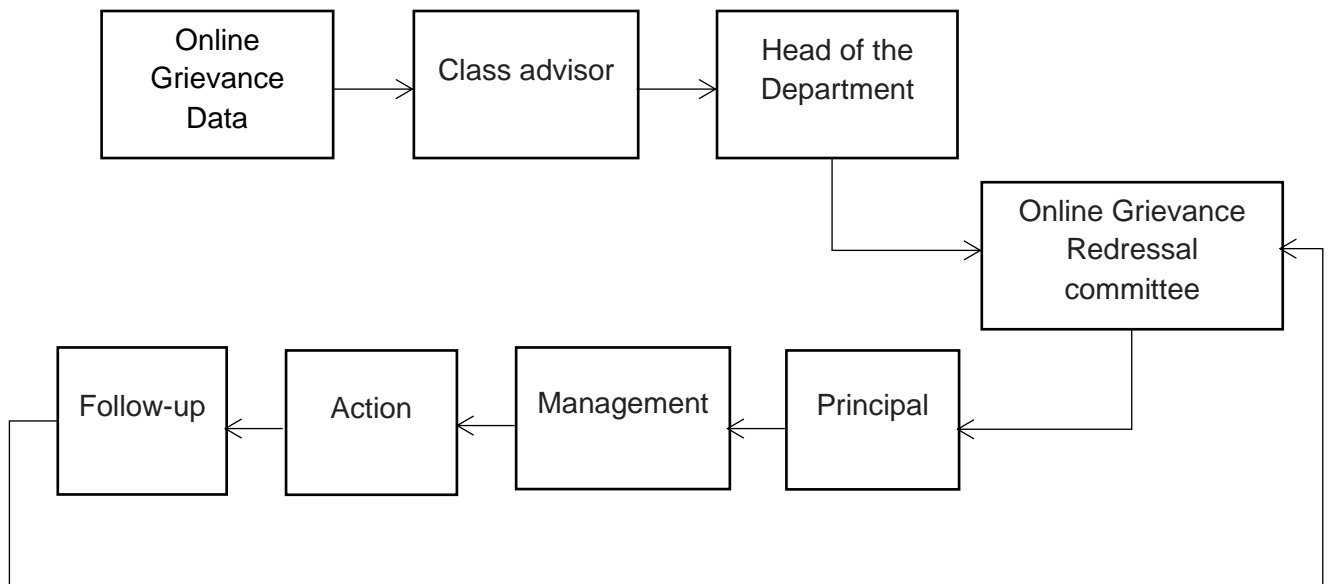 Online
Grievance
Data
Class advisor
Head of the
Department
Online Grievance
Redressal
committee
Follow-up
Action
Management
Principal